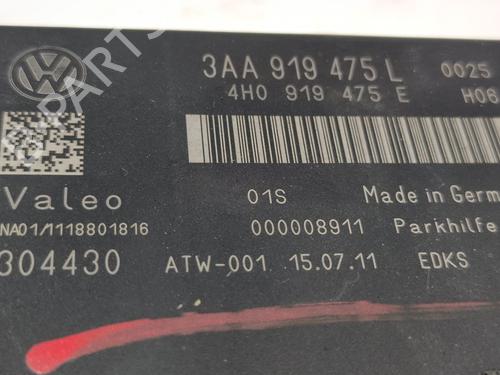 3AA 919 475 L 0025
4H0 919 475 E H06
Valeo 01S Made in Germ
NA01/1118801816 000008911 Parkhilfe
304430 ATW-001 15.07.11 EDKS